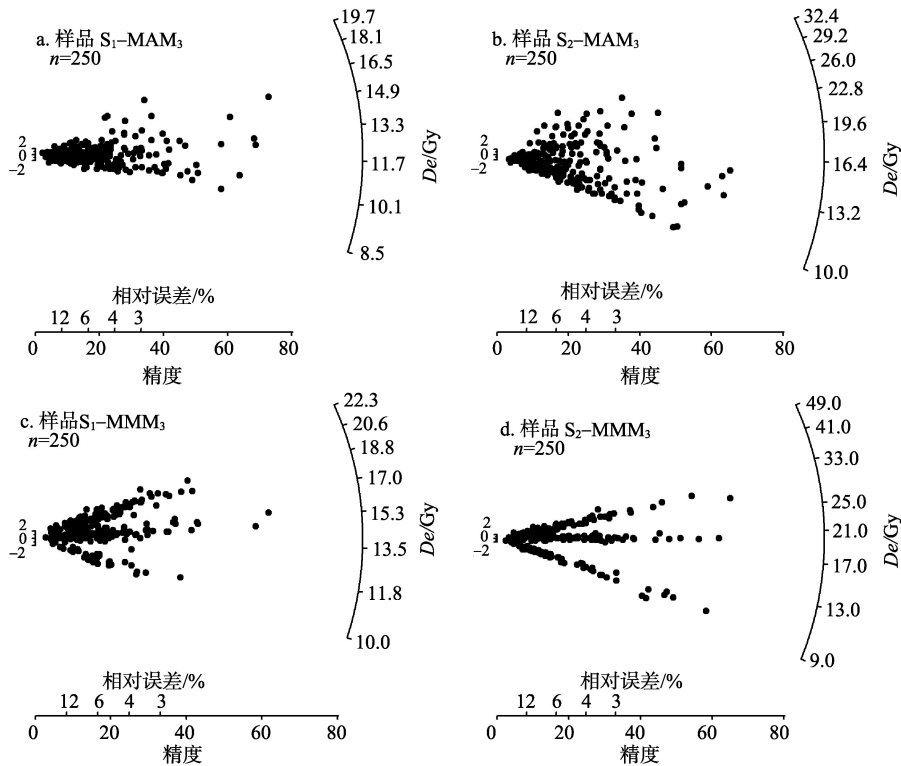 a. 样品 S₁–MAM₃
n=250
19.7
18.1
16.5
14.9
13.3
11.7
10.1
8.5
De/Gy
2
0
–2
相对误差/%
12 6 4 3
0 20 40 60 80
精度
b. 样品 S₂–MAM₃
n=250
32.4
29.2
26.0
22.8
19.6
16.4
13.2
10.0
De/Gy
2
0
–2
相对误差/%
12 6 4 3
0 20 40 60 80
精度
c. 样品S₁–MMM₃
n=250
22.3
20.6
18.8
17.0
15.3
13.5
11.8
10.0
De/Gy
2
0
–2
相对误差/%
12 6 4 3
0 20 40 60 80
精度
d. 样品 S₂–MMM₃
n=250
49.0
41.0
33.0
25.0
21.0
17.0
13.0
9.0
De/Gy
2
0
–2
相对误差/%
12 6 4 3
0 20 40 60 80
精度